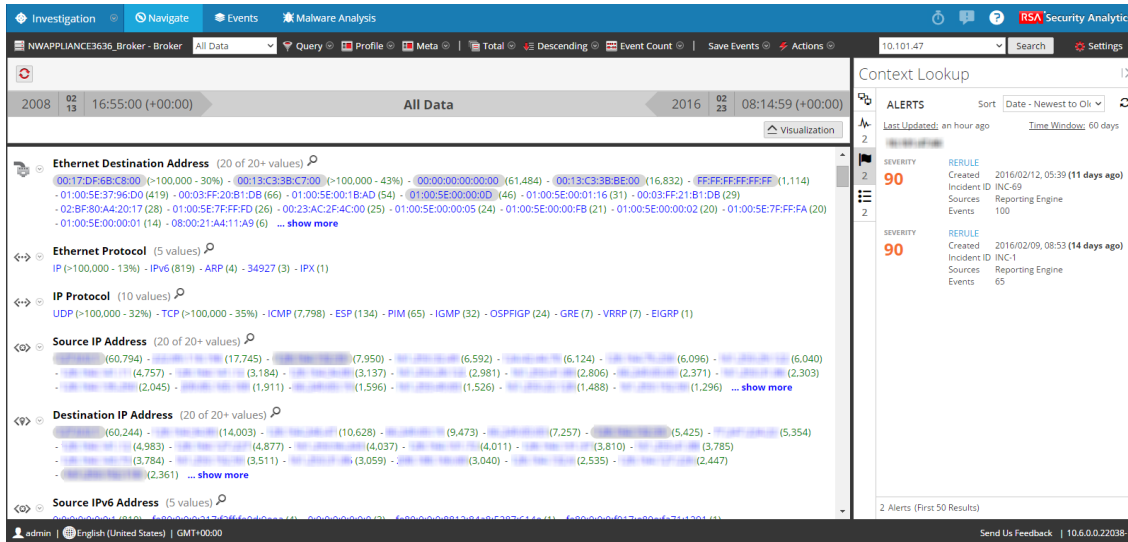 Investigation Navigate Events Malware Analysis RSA Security Analytic
NWAPPLIANCE3636_Broker - Broker All Data Query Profile Meta | Total Descending Event Count | Save Events Actions 10.101.47 Search Settings
Context Lookup
2008 02 13 16:55:00 (+00:00) All Data 2016 02 23 08:14:59 (+00:00)
Visualization
Ethernet Destination Address (20 of 20+ values)
00:17:DF:6B:C8:00 (>100,000 - 30%) - 00:13:C3:3B:C7:00 (>100,000 - 43%) - 00:00:00:00:00:00 (61,484) - 00:13:C3:3B:BE:00 (16,832) - FF:FF:FF:FF:FF:FF (1,114)
- 01:00:5E:37:96:D0 (419) - 00:03:FF:20:B1:DB (66) - 01:00:5E:00:1B:AD (54) - 01:00:5E:00:00:0D (46) - 01:00:5E:00:01:16 (31) - 00:03:FF:21:B1:DB (29)
- 02:BF:80:A4:20:17 (28) - 01:00:5E:7F:FF:FD (26) - 00:23:AC:2F:4C:00 (25) - 01:00:5E:00:00:05 (24) - 01:00:5E:00:00:FB (21) - 01:00:5E:00:00:02 (20) - 01:00:5E:7F:FF:FA (20)
- 01:00:5E:00:00:01 (14) - 08:00:21:A4:11:A9 (6) ... show more
Ethernet Protocol (5 values)
IP (>100,000 - 13%) - IPv6 (819) - ARP (4) - 34927 (3) - IPX (1)
IP Protocol (10 values)
UDP (>100,000 - 32%) - TCP (>100,000 - 35%) - ICMP (7,798) - ESP (134) - PIM (65) - IGMP (32) - OSPFIGP (24) - GRE (7) - VRRP (7) - EIGRP (1)
Source IP Address (20 of 20+ values)
(60,794) - (17,745) - (7,950) - (6,592) - (6,124) - (6,096) - (6,040)
- (4,757) - (3,184) - (3,137) - (2,981) - (2,806) - (2,371) - (2,303)
- (2,045) - (1,911) - (1,596) - (1,526) - (1,488) - (1,296) ... show more
Destination IP Address (20 of 20+ values)
(60,244) - (14,003) - (10,628) - (9,473) - (7,257) - (5,425) - (5,354)
- (4,983) - (4,877) - (4,037) - (4,011) - (3,810) - (3,785)
- (3,784) - (3,511) - (3,059) - (3,040) - (2,535) - (2,447)
- (2,361) ... show more
Source IPv6 Address (5 values)
ALERTS Sort Date - Newest to Ol
Last Updated: an hour ago Time Window: 60 days
2
2
2
SEVERITY RERULE
90
Created 2016/02/12, 05:39 (11 days ago)
Incident ID INC-69
Sources Reporting Engine
Events 100
SEVERITY RERULE
90
Created 2016/02/09, 08:53 (14 days ago)
Incident ID INC-1
Sources Reporting Engine
Events 65
2 Alerts (First 50 Results)
admin | English (United States) | GMT+00:00 Send Us Feedback | 10.6.0.0.22038-